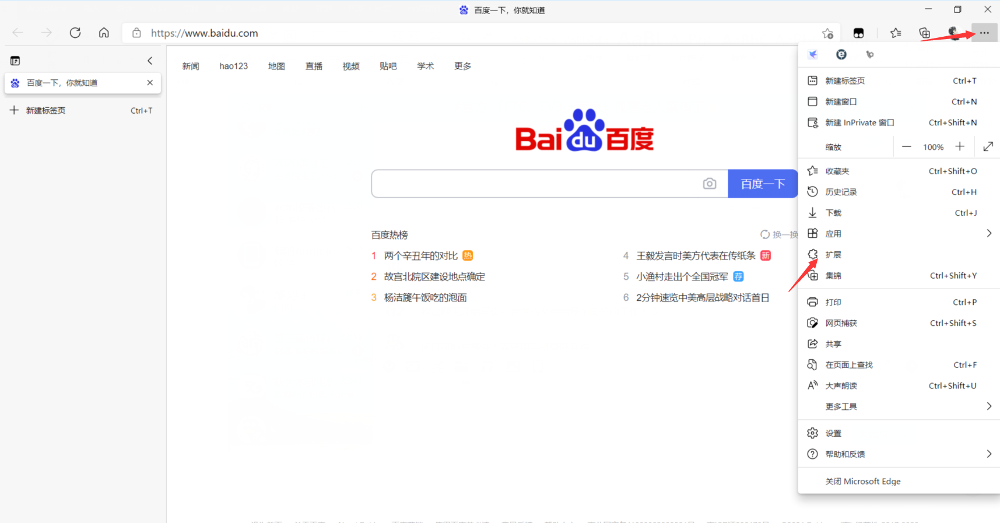 百度一下，你就知道
https://www.baidu.com
百度一下，你就知道
新建标签页 Ctrl+T
新闻 hao123 地图 直播 视频 贴吧 学术 更多
Bai du 百度
百度一下
百度热榜 换一换
1 两个辛丑年的对比 热
2 故宫北院区建设地点确定
3 杨洁篪午饭吃的泡面
4 王毅发言时美方代表在传纸条 新
5 小渔村走出个全国冠军 荐
6 2分钟速览中美高层战略对话首日
新建标签页 Ctrl+T
新建窗口 Ctrl+N
新建 InPrivate 窗口 Ctrl+Shift+N
缩放 — 100% +
收藏夹 Ctrl+Shift+O
历史记录 Ctrl+H
下载 Ctrl+J
应用
扩展
集锦 Ctrl+Shift+Y
打印 Ctrl+P
网页捕获 Ctrl+Shift+S
共享
在页面上查找 Ctrl+F
大声朗读 Ctrl+Shift+U
更多工具
设置
帮助和反馈
关闭 Microsoft Edge